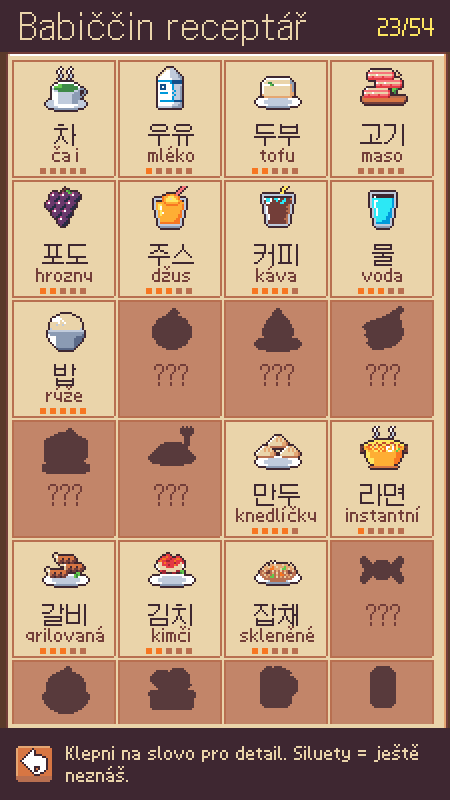 Babiččin receptář 23/54
차 우유 두부 고기
čai mléko tofu maso
포도 주스 커피 물
hrozny džus káva voda
밥 ??? ??? ???
rýže
??? ??? 만두 라면
knedlíčky instantní
갈비 김치 잡채 ???
grilovaná kimči skleněné
Klepni na slovo pro detail. Siluety = ještě
neznáš.